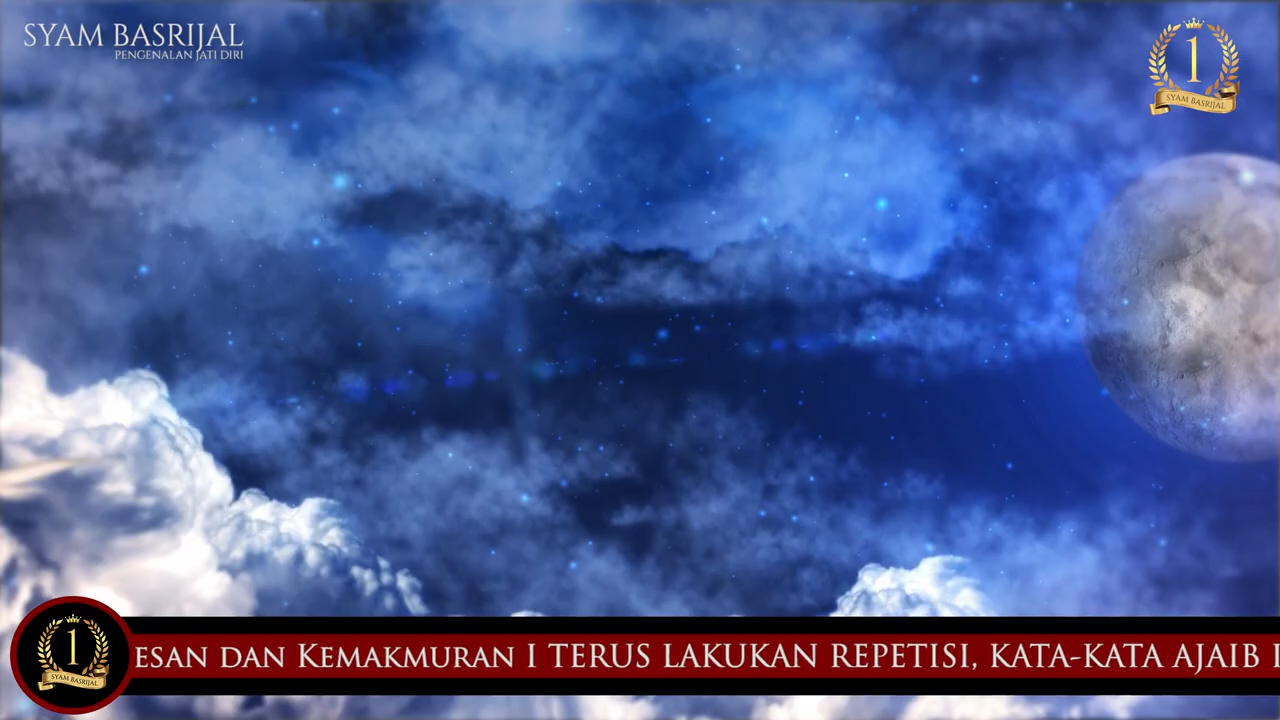 SYAM BASRIJAL
PENGENALAN JATI DIRI
1
SYAM BASRIJAL
1
SYAM BASRIJAL
ESAN DAN KEMAKMURAN I TERUS LAKUKAN REPETISI, KATA-KATA AJAIB